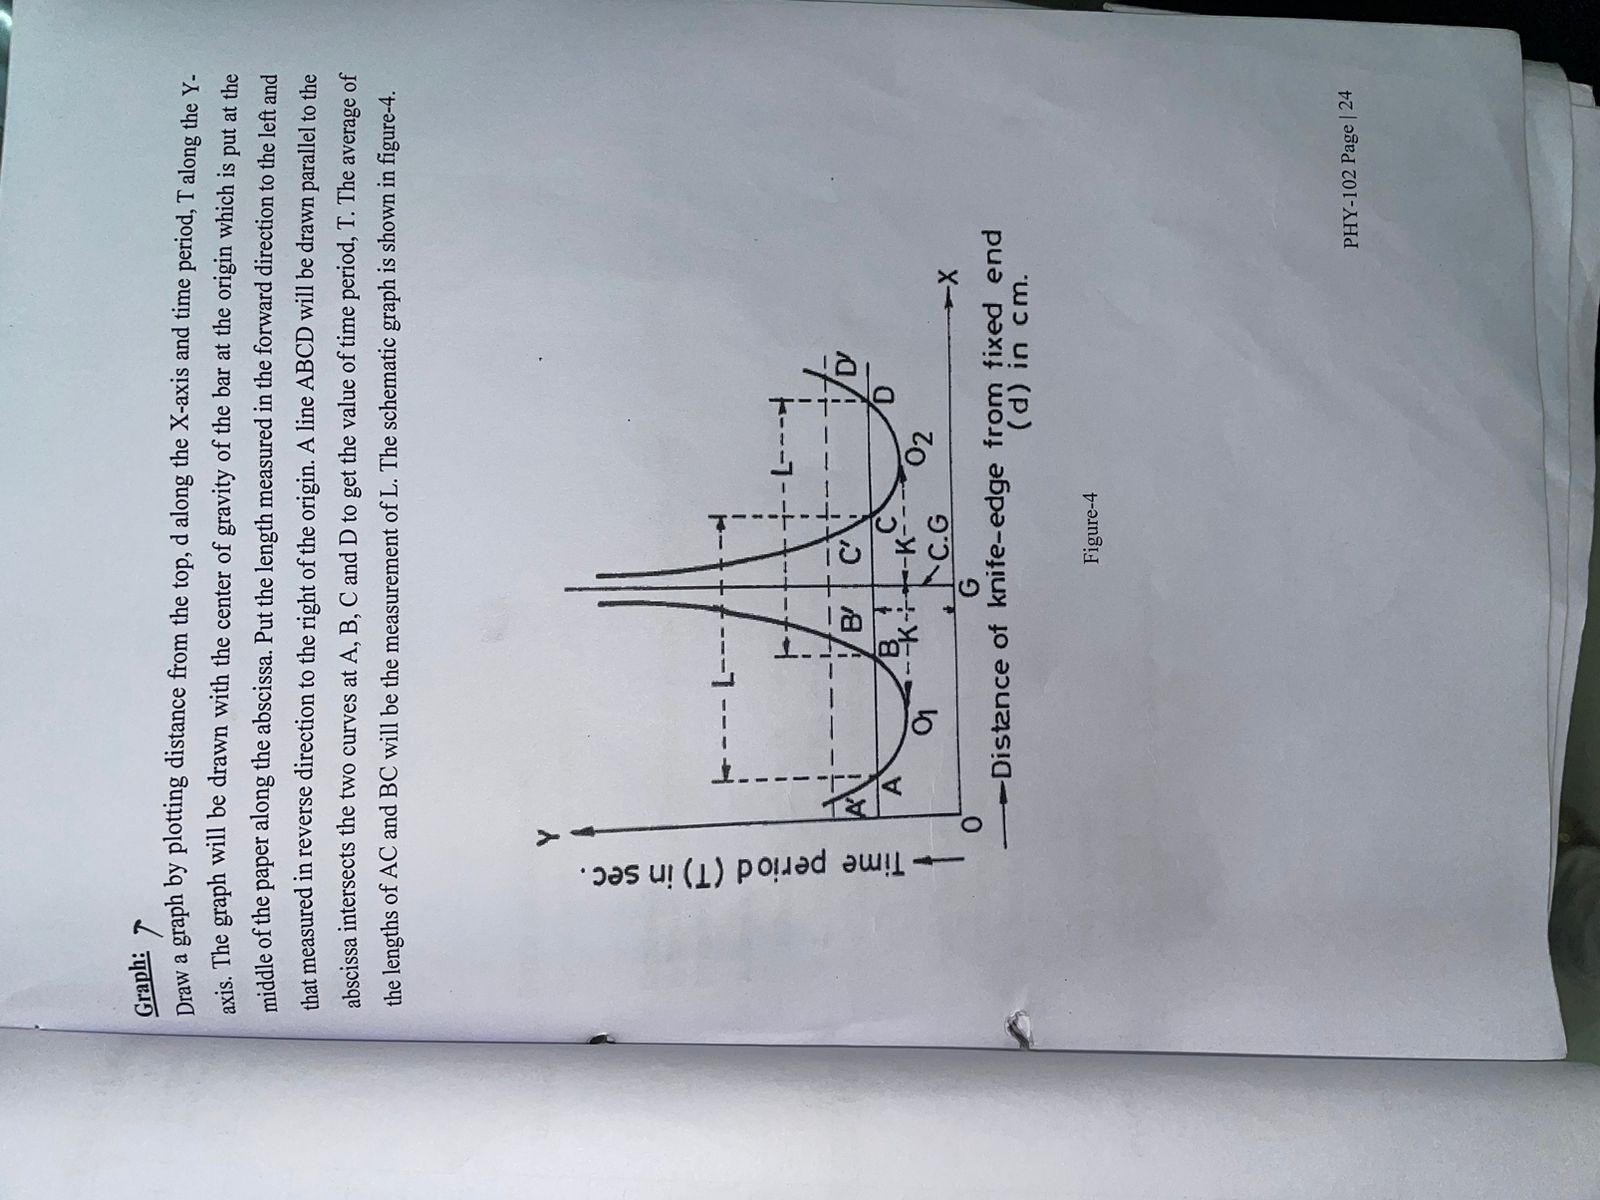 Graph:
Draw a graph by plotting distance from the top, d along the X-axis and time period, T along the Y-
axis. The graph will be drawn with the center of gravity of the bar at the origin which is put at the
middle of the paper along the abscissa. Put the length measured in the forward direction to the left and
that measured in reverse direction to the right of the origin. A line ABCD will be drawn parallel to the
abscissa intersects the two curves at A, B, C and D to get the value of time period, T. The average of
the lengths of AC and BC will be the measurement of L. The schematic graph is shown in figure-4.
Y
L
L
A' B' C' D'
A B C D
K K
O1 O2
C.G
O G X
Time period (T) in sec.
Distance of knife-edge from fixed end
(d) in cm.
Figure-4
PHY-102 Page | 24